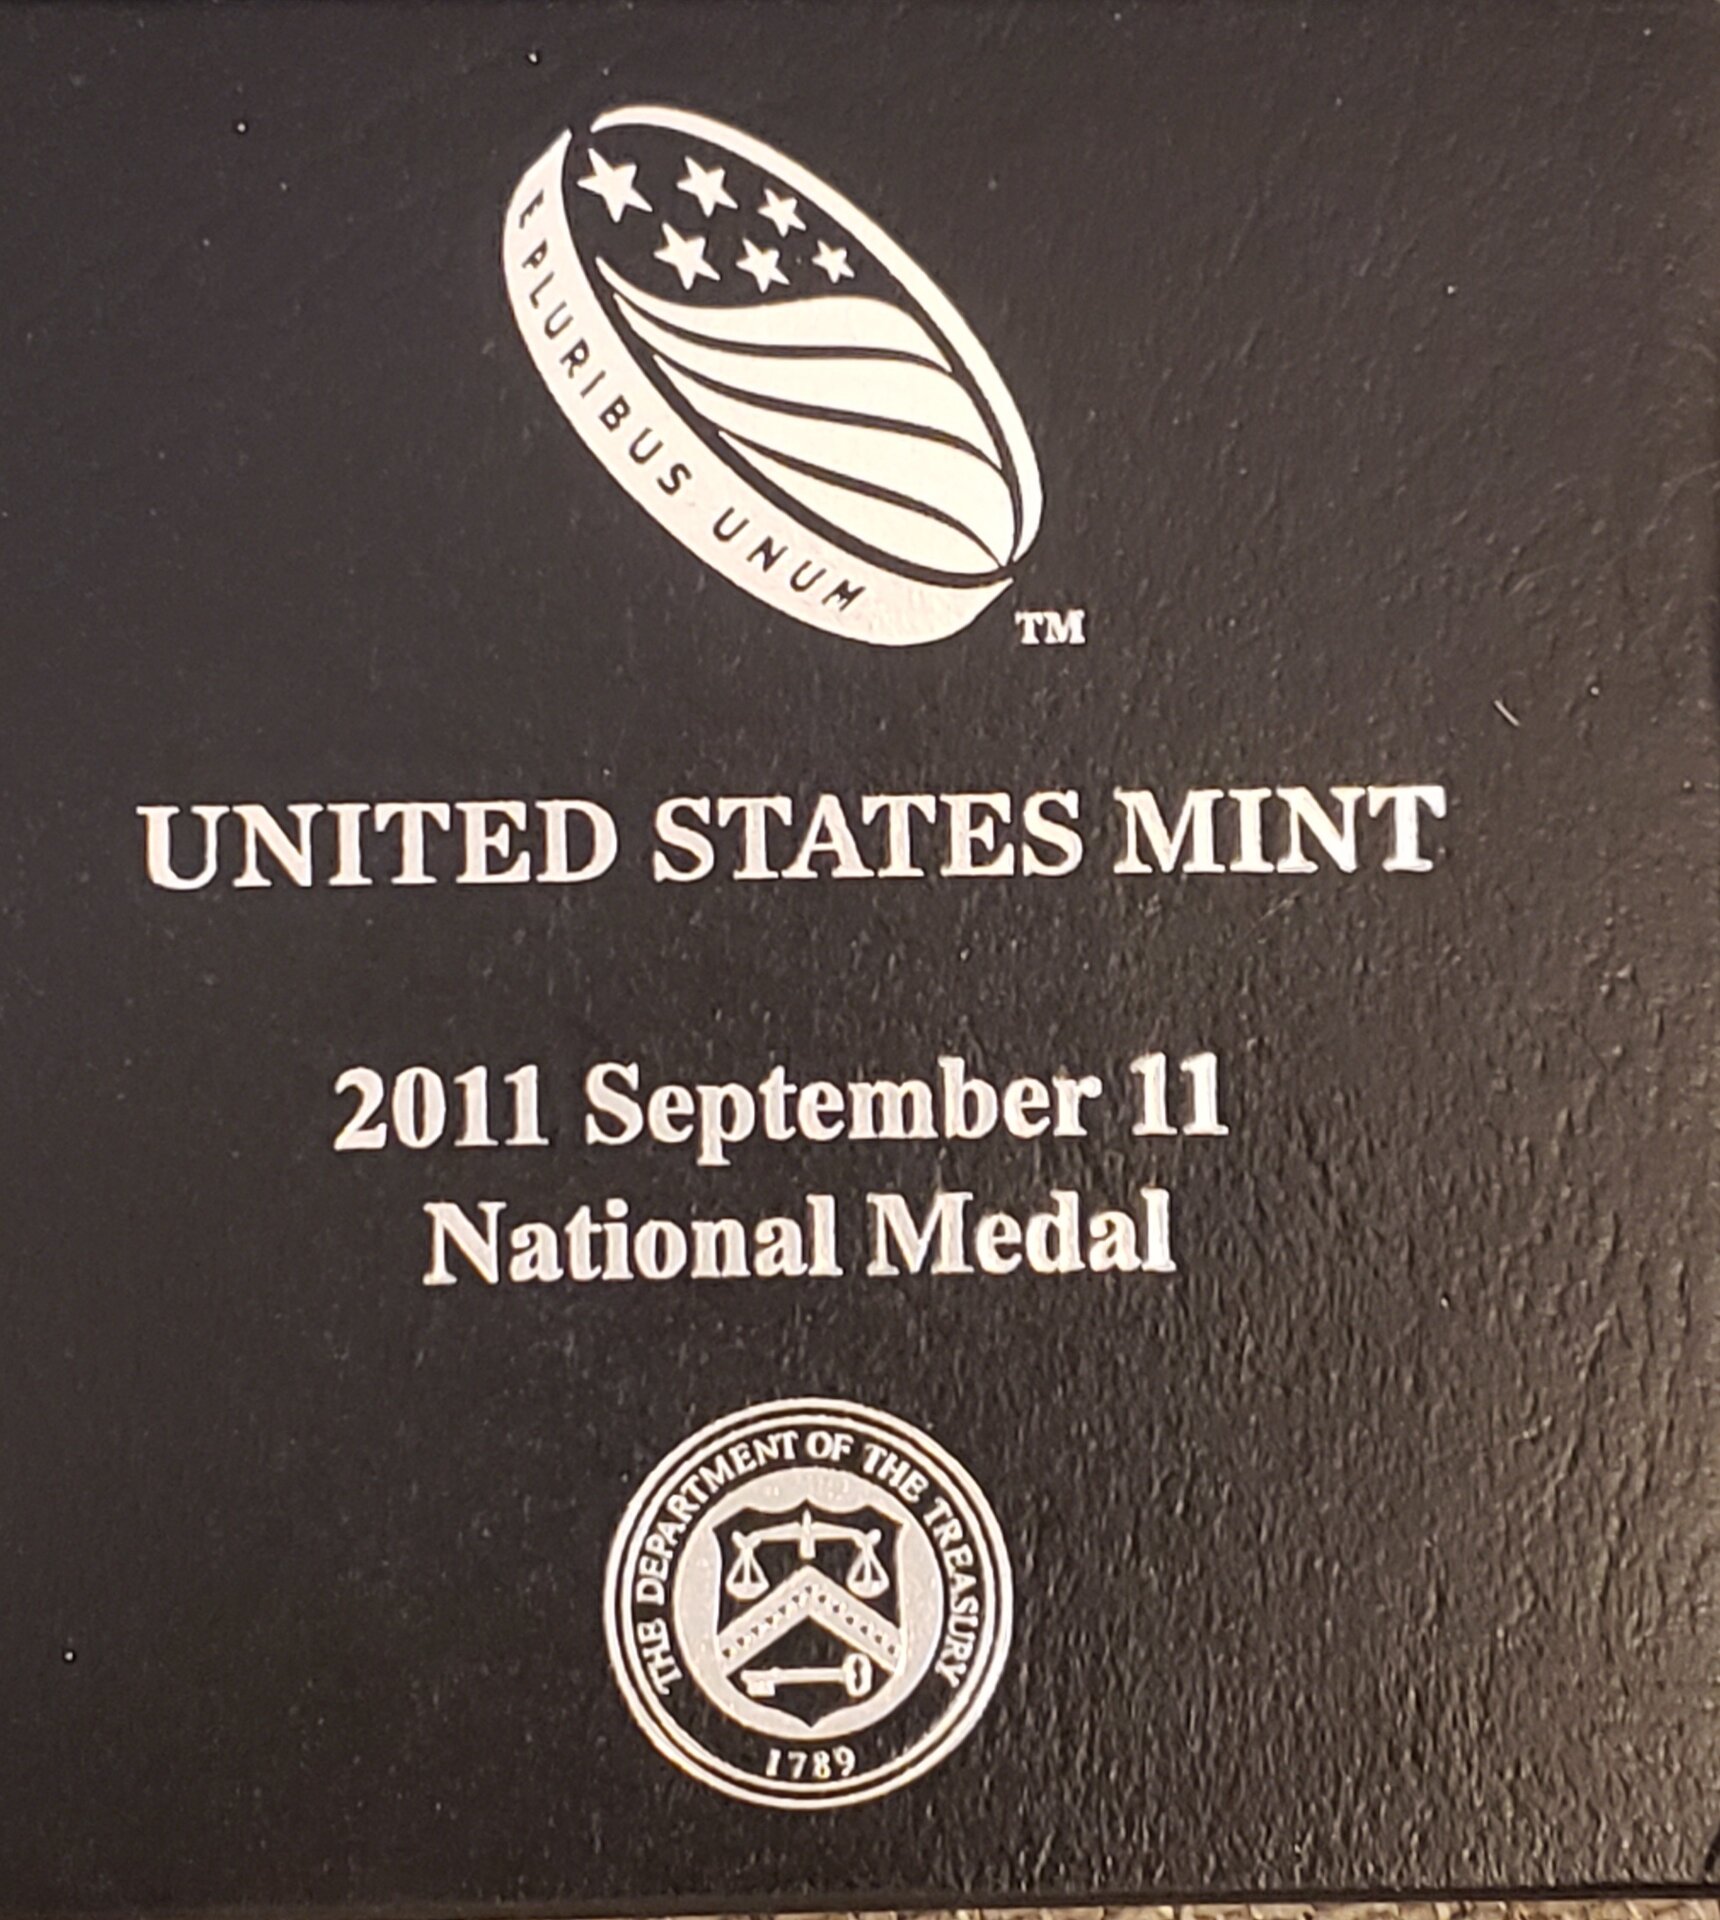 E PLURIBUS UNUM
TM
UNITED STATES MINT
2011 September 11
National Medal
THE DEPARTMENT OF THE TREASURY
1789